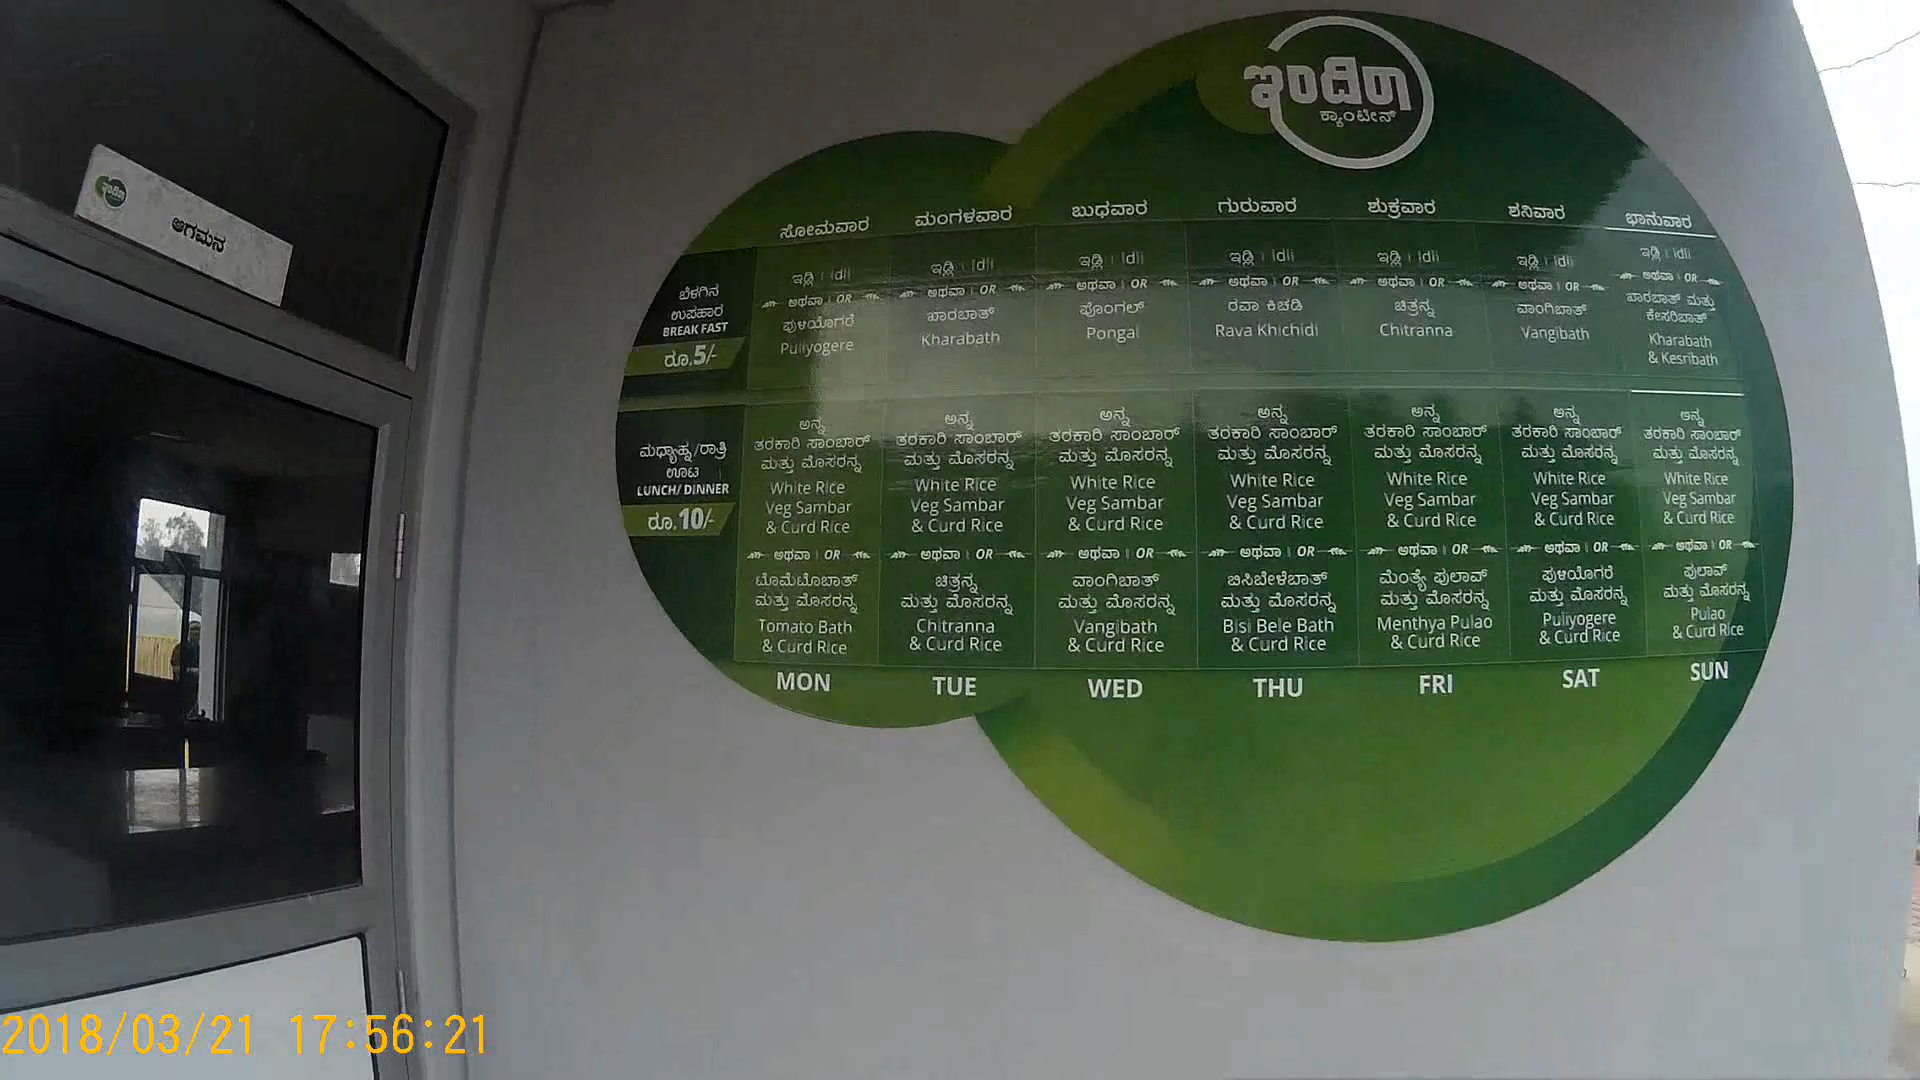 ಇಂದಿರಾ
ಕ್ಯಾಂಟೀನ್
ಇಂದಿರಾ
ಆಗಮನ
ಸೋಮವಾರ ಮಂಗಳವಾರ ಬುಧವಾರ ಗುರುವಾರ ಶುಕ್ರವಾರ ಶನಿವಾರ ಭಾನುವಾರ
ಬೆಳಗಿನ
ಉಪಹಾರ
BREAK FAST
ರೂ.5/-
ಇಡ್ಲಿ | Idli
ಅಥವಾ | OR
ಪುಳಿಯೊಗರೆ
Puliyogere
ಇಡ್ಲಿ | Idli
ಅಥವಾ | OR
ಖಾರಬಾತ್
Kharabath
ಇಡ್ಲಿ | Idli
ಅಥವಾ | OR
ಪೊಂಗಲ್
Pongal
ಇಡ್ಲಿ | Idli
ಅಥವಾ | OR
ರವಾ ಕಿಚಡಿ
Rava Khichidi
ಇಡ್ಲಿ | Idli
ಅಥವಾ | OR
ಚಿತ್ರನ್ನ
Chitranna
ಇಡ್ಲಿ | Idli
ಅಥವಾ | OR
ವಾಂಗಿಬಾತ್
Vangibath
ಇಡ್ಲಿ | Idli
ಅಥವಾ | OR
ಖಾರಬಾತ್ ಮತ್ತು
ಕೇಸರಿಬಾತ್
Kharabath
& Kesribath
ಮಧ್ಯಾಹ್ನ/ರಾತ್ರಿ
ಊಟ
LUNCH/DINNER
ರೂ.10/-
ಅನ್ನ
ತರಕಾರಿ ಸಾಂಬಾರ್
ಮತ್ತು ಮೊಸರನ್ನ
White Rice
Veg Sambar
& Curd Rice
ಅಥವಾ | OR
ಟೊಮೆಟೊಬಾತ್
ಮತ್ತು ಮೊಸರನ್ನ
Tomato Bath
& Curd Rice
ಅನ್ನ
ತರಕಾರಿ ಸಾಂಬಾರ್
ಮತ್ತು ಮೊಸರನ್ನ
White Rice
Veg Sambar
& Curd Rice
ಅಥವಾ | OR
ಚಿತ್ರನ್ನ
ಮತ್ತು ಮೊಸರನ್ನ
Chitranna
& Curd Rice
ಅನ್ನ
ತರಕಾರಿ ಸಾಂಬಾರ್
ಮತ್ತು ಮೊಸರನ್ನ
White Rice
Veg Sambar
& Curd Rice
ಅಥವಾ | OR
ವಾಂಗಿಬಾತ್
ಮತ್ತು ಮೊಸರನ್ನ
Vangibath
& Curd Rice
ಅನ್ನ
ತರಕಾರಿ ಸಾಂಬಾರ್
ಮತ್ತು ಮೊಸರನ್ನ
White Rice
Veg Sambar
& Curd Rice
ಅಥವಾ | OR
ಬಿಸಿಬೇಳೆಬಾತ್
ಮತ್ತು ಮೊಸರನ್ನ
Bisi Bele Bath
& Curd Rice
ಅನ್ನ
ತರಕಾರಿ ಸಾಂಬಾರ್
ಮತ್ತು ಮೊಸರನ್ನ
White Rice
Veg Sambar
& Curd Rice
ಅಥವಾ | OR
ಮೆಂತ್ಯೆ ಪುಲಾವ್
ಮತ್ತು ಮೊಸರನ್ನ
Menthya Pulao
& Curd Rice
ಅನ್ನ
ತರಕಾರಿ ಸಾಂಬಾರ್
ಮತ್ತು ಮೊಸರನ್ನ
White Rice
Veg Sambar
& Curd Rice
ಅಥವಾ | OR
ಪುಳಿಯೊಗರೆ
ಮತ್ತು ಮೊಸರನ್ನ
Puliyogere
& Curd Rice
ಅನ್ನ
ತರಕಾರಿ ಸಾಂಬಾರ್
ಮತ್ತು ಮೊಸರನ್ನ
White Rice
Veg Sambar
& Curd Rice
ಅಥವಾ | OR
ಪುಲಾವ್
ಮತ್ತು ಮೊಸರನ್ನ
Pulao
& Curd Rice
MON TUE WED THU FRI SAT SUN
2018/03/21 17:56:21